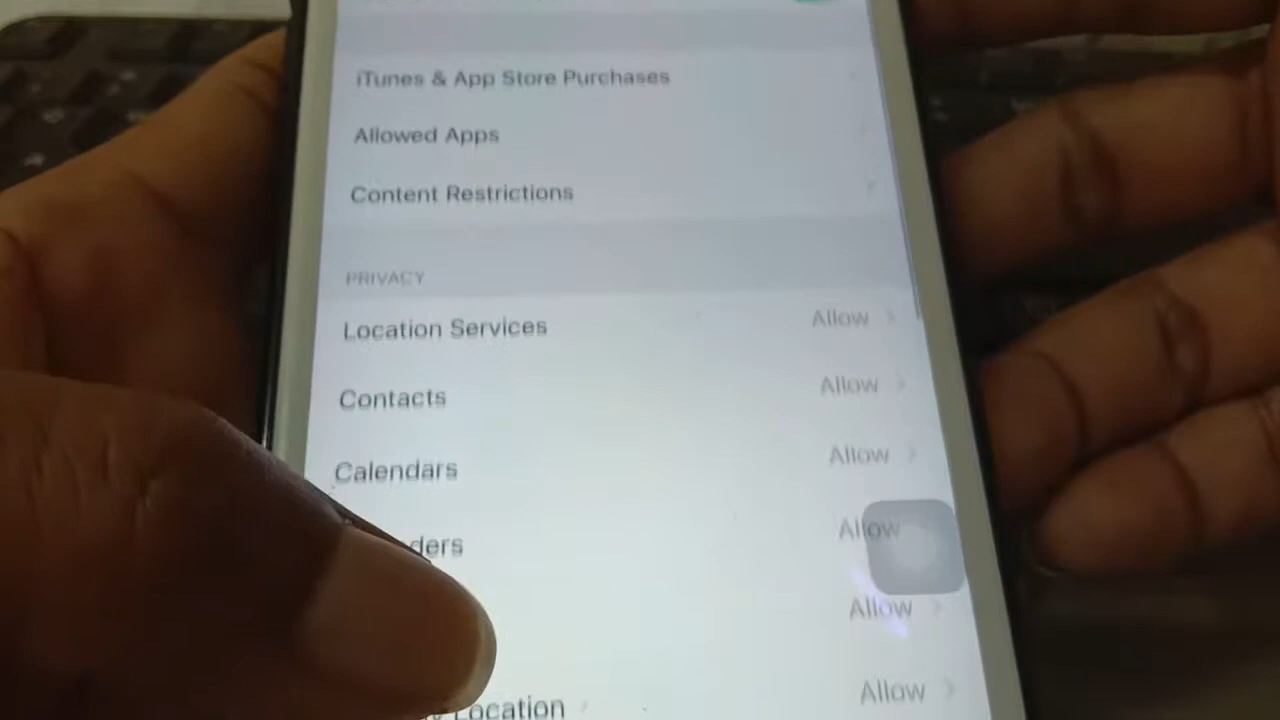 iTunes & App Store Purchases
Allowed Apps
Content Restrictions
PRIVACY
Location Services Allow
Contacts Allow
Calendars Allow
Allow
Allow
Location Allow